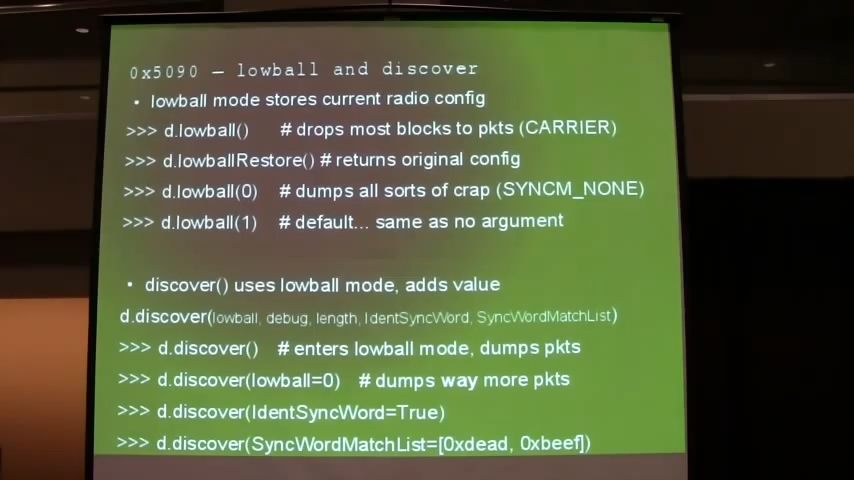 0x5090 – lowball and discover
• lowball mode stores current radio config
>>> d.lowball() # drops most blocks to pkts (CARRIER)
>>> d.lowballRestore() # returns original config
>>> d.lowball(0) # dumps all sorts of crap (SYNCM_NONE)
>>> d.lowball(1) # default... same as no argument
• discover() uses lowball mode, adds value
d.discover(lowball, debug, length, IdentSyncWord, SyncWordMatchList)
>>> d.discover() # enters lowball mode, dumps pkts
>>> d.discover(lowball=0) # dumps way more pkts
>>> d.discover(IdentSyncWord=True)
>>> d.discover(SyncWordMatchList=[0xdead, 0xbeef])